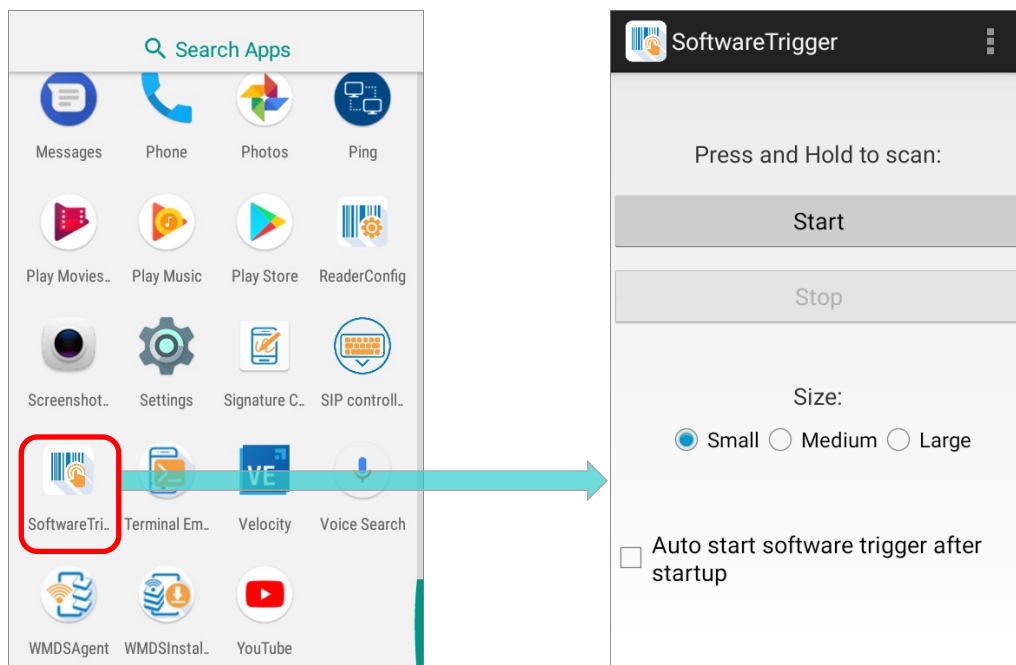 Search Apps
Messages
Phone
Photos
Ping
Play Movies..
Play Music
Play Store
ReaderConfig
Screenshot..
Settings
Signature C..
SIP controll..
SoftwareTri..
Terminal Em..
VE
Velocity
Voice Search
WMDSAgent
WMDSInstal..
YouTube
SoftwareTrigger
Press and Hold to scan:
Start
Stop
Size:
Small Medium Large
Auto start software trigger after
startup